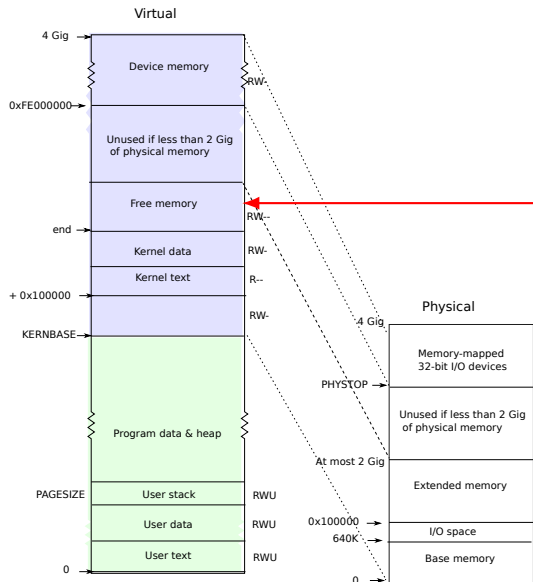 Virtual
4 Gig
Device memory
RW-
0xFE000000
Unused if less than 2 Gig
of physical memory
Free memory
RW--
end
Kernel data
RW-
Kernel text
R--
+ 0x100000
RW-
KERNBASE
Program data & heap
PAGESIZE
User stack
RWU
User data
RWU
User text
RWU
0
Physical
4 Gig
Memory-mapped
32-bit I/O devices
PHYSTOP
Unused if less than 2 Gig
of physical memory
At most 2 Gig
Extended memory
0x100000
I/O space
640K
Base memory
0